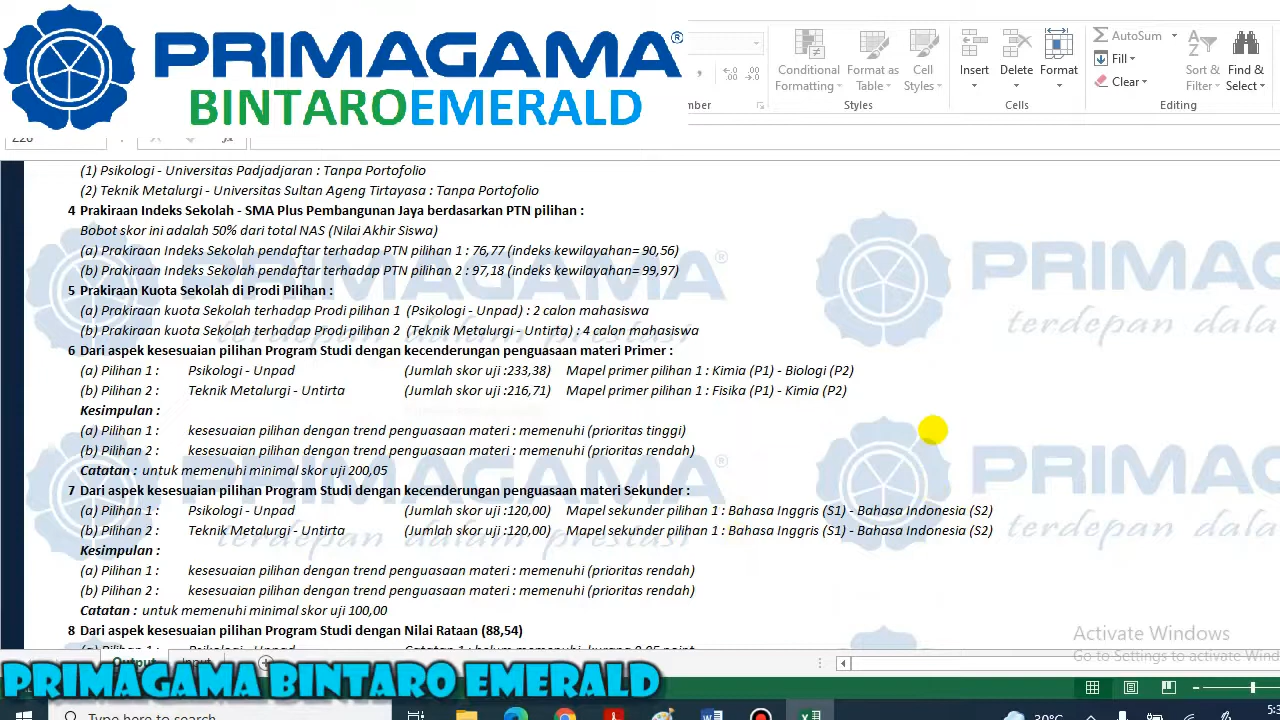 PRIMAGAMA®
BINTAROEMERALD
Conditional Formatting
Format as Table
Cell Styles
Insert
Delete
Format
AutoSum
Fill
Clear
Sort & Filter
Find & Select
Styles
Cells
Editing
(1) Psikologi - Universitas Padjadjaran : Tanpa Portofolio
(2) Teknik Metalurgi - Universitas Sultan Ageng Tirtayasa : Tanpa Portofolio
4 Prakiraan Indeks Sekolah - SMA Plus Pembangunan Jaya berdasarkan PTN pilihan :
Bobot skor ini adalah 50% dari total NAS (Nilai Akhir Siswa)
(a) Prakiraan Indeks Sekolah pendaftar terhadap PTN pilihan 1 : 76,77 (indeks kewilayahan= 90,56)
(b) Prakiraan Indeks Sekolah pendaftar terhadap PTN pilihan 2 : 97,18 (indeks kewilayahan= 99,97)
5 Prakiraan Kuota Sekolah di Prodi Pilihan :
(a) Prakiraan kuota Sekolah terhadap Prodi pilihan 1 (Psikologi - Unpad) : 2 calon mahasiswa
(b) Prakiraan kuota Sekolah terhadap Prodi pilihan 2 (Teknik Metalurgi - Untirta) : 4 calon mahasiswa
6 Dari aspek kesesuaian pilihan Program Studi dengan kecenderungan penguasaan materi Primer :
(a) Pilihan 1 : Psikologi - Unpad (Jumlah skor uji :233,38) Mapel primer pilihan 1 : Kimia (P1) - Biologi (P2)
(b) Pilihan 2 : Teknik Metalurgi - Untirta (Jumlah skor uji :216,71) Mapel primer pilihan 1 : Fisika (P1) - Kimia (P2)
Kesimpulan :
(a) Pilihan 1 : kesesuaian pilihan dengan trend penguasaan materi : memenuhi (prioritas tinggi)
(b) Pilihan 2 : kesesuaian pilihan dengan trend penguasaan materi : memenuhi (prioritas rendah)
Catatan : untuk memenuhi minimal skor uji 200,05
7 Dari aspek kesesuaian pilihan Program Studi dengan kecenderungan penguasaan materi Sekunder :
(a) Pilihan 1 : Psikologi - Unpad (Jumlah skor uji :120,00) Mapel sekunder pilihan 1 : Bahasa Inggris (S1) - Bahasa Indonesia (S2)
(b) Pilihan 2 : Teknik Metalurgi - Untirta (Jumlah skor uji :120,00) Mapel sekunder pilihan 1 : Bahasa Inggris (S1) - Bahasa Indonesia (S2)
Kesimpulan :
(a) Pilihan 1 : kesesuaian pilihan dengan trend penguasaan materi : memenuhi (prioritas rendah)
(b) Pilihan 2 : kesesuaian pilihan dengan trend penguasaan materi : memenuhi (prioritas rendah)
Catatan : untuk memenuhi minimal skor uji 100,00
8 Dari aspek kesesuaian pilihan Program Studi dengan Nilai Rataan (88,54)
Activate Windows
Go to Settings to activate
PRIMAGAMA BINTARO EMERALD
Type here to search
30°C